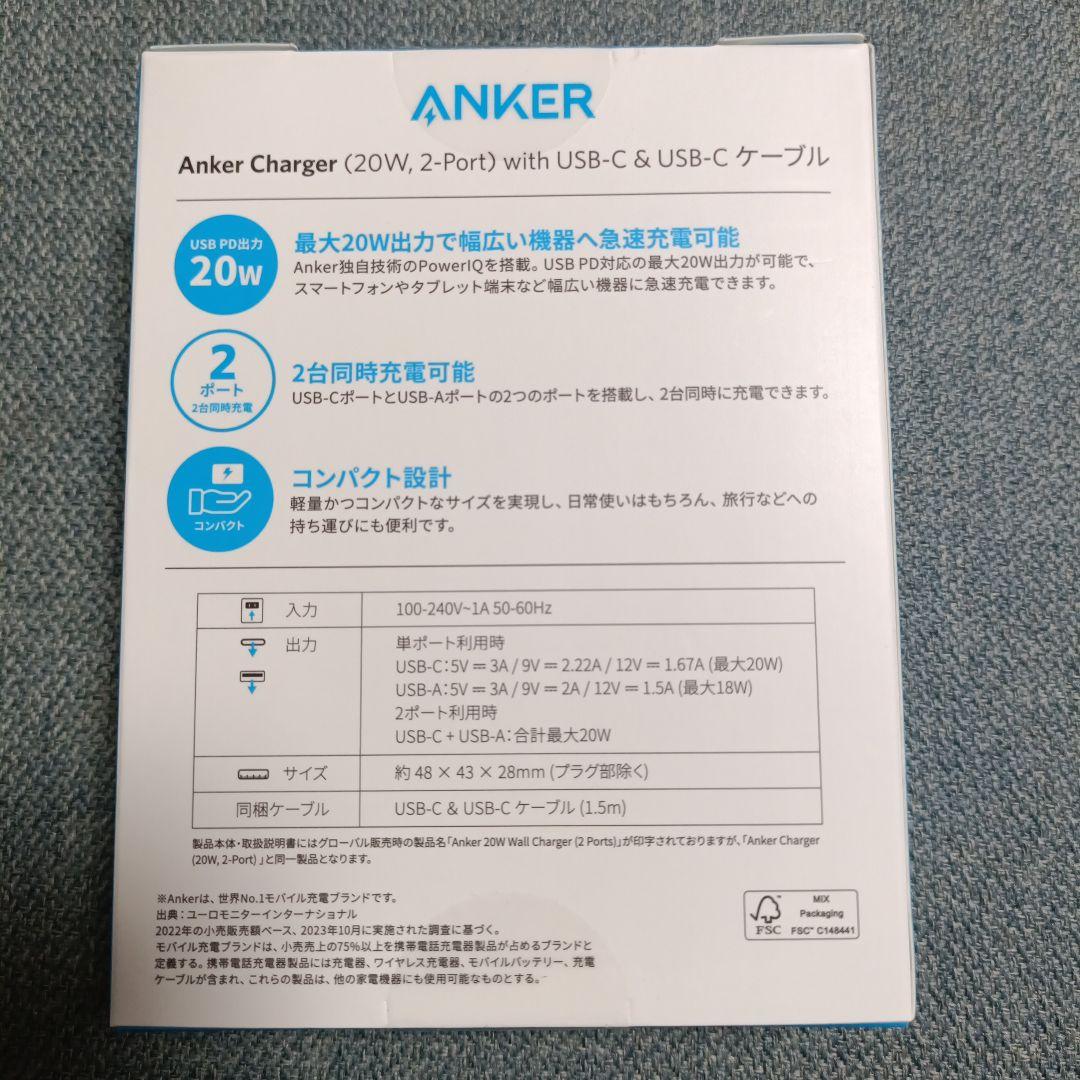 ANKER
Anker Charger (20W, 2-Port) with USB-C & USB-C ケーブル
USB PD出力
20W
最大20W出力で幅広い機器へ急速充電可能
Anker独自技術のPowerIQを搭載。USB PD対応の最大20W出力が可能で、
スマートフォンやタブレット端末など幅広い機器に急速充電できます。
2
ポート
2台同時充電
2台同時充電可能
USB-CポートとUSB-Aポートの2つのポートを搭載し、2台同時に充電できます。
コンパクト
コンパクト設計
軽量かつコンパクトなサイズを実現し、日常使いはもちろん、旅行などへの
持ち運びにも便利です。
入力 100-240V~1A 50-60Hz
出力 単ポート利用時
USB-C:5V ⎓ 3A / 9V ⎓ 2.22A / 12V ⎓ 1.67A (最大20W)
USB-A:5V ⎓ 3A / 9V ⎓ 2A / 12V ⎓ 1.5A (最大18W)
2ポート利用時
USB-C + USB-A:合計最大20W
サイズ 約 48 × 43 × 28mm (プラグ部除く)
同梱ケーブル USB-C & USB-C ケーブル (1.5m)
製品本体・取扱説明書にはグローバル販売時の製品名「Anker 20W Wall Charger (2 Ports)」が印字されておりますが、「Anker Charger
(20W, 2-Port) 」と同一製品となります。
※Ankerは、世界No.1モバイル充電ブランドです。
出典：ユーロモニターインターナショナル
2022年の小売販売額ベース、2023年10月に実施された調査に基づく。
モバイル充電ブランドは、小売売上の75%以上を携帯電話充電器製品が占めるブランドと
定義する。携帯電話充電器製品には充電器、ワイヤレス充電器、モバイルバッテリー、充電
ケーブルが含まれ、これらの製品は、他の家電機器にも使用可能なものとする。
FSC
MIX
Packaging
FSC™ C148441